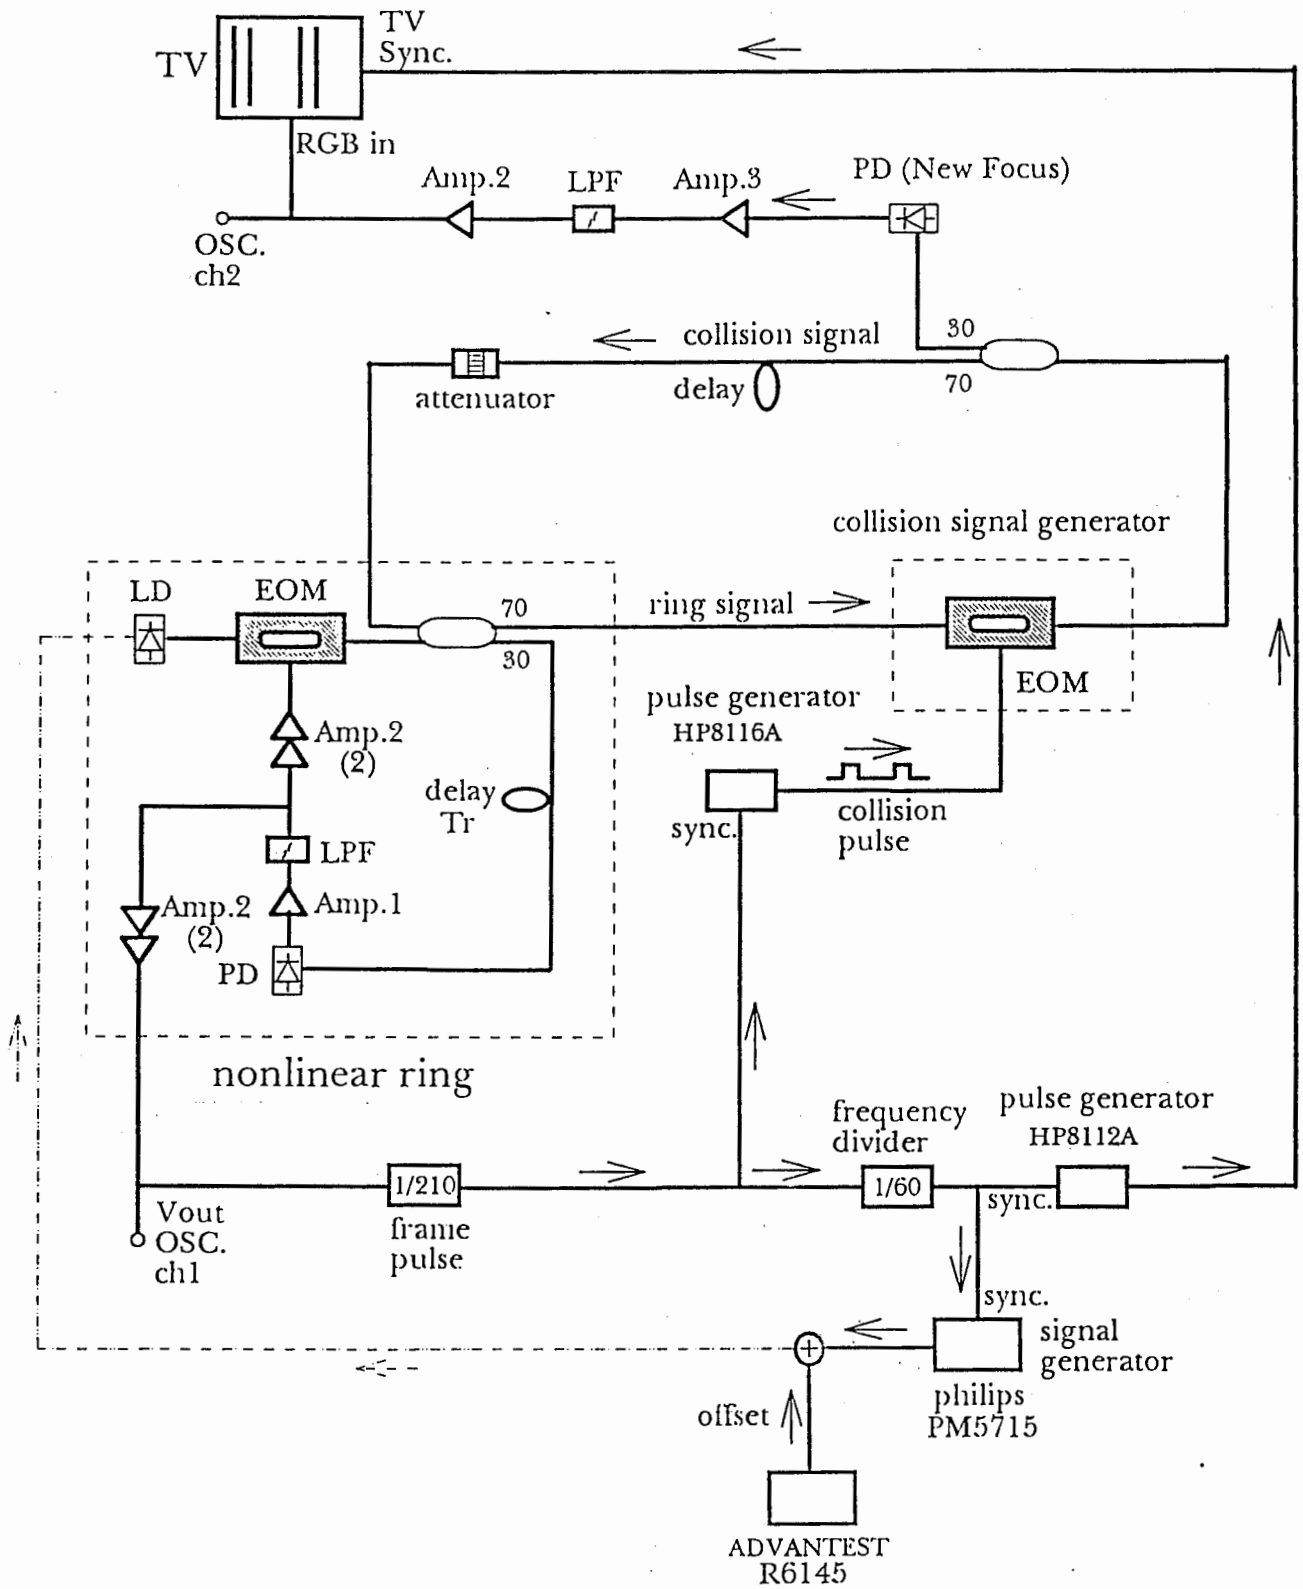 TV
TV
Sync.
RGB in
Amp.2
LPF
Amp.3
PD (New Focus)
OSC.
ch2
collision signal
30
attenuator
delay
70
collision signal generator
LD
EOM
70
ring signal
30
EOM
pulse generator
HP8116A
Amp.2
(2)
delay
Tr
sync.
collision
pulse
LPF
Amp.2
(2)
Amp.1
PD
nonlinear ring
frequency
divider
pulse generator
HP8112A
1/210
1/60
sync.
Vout
OSC.
ch1
frame
pulse
sync.
signal
generator
philips
PM5715
offset
ADVANTEST
R6145